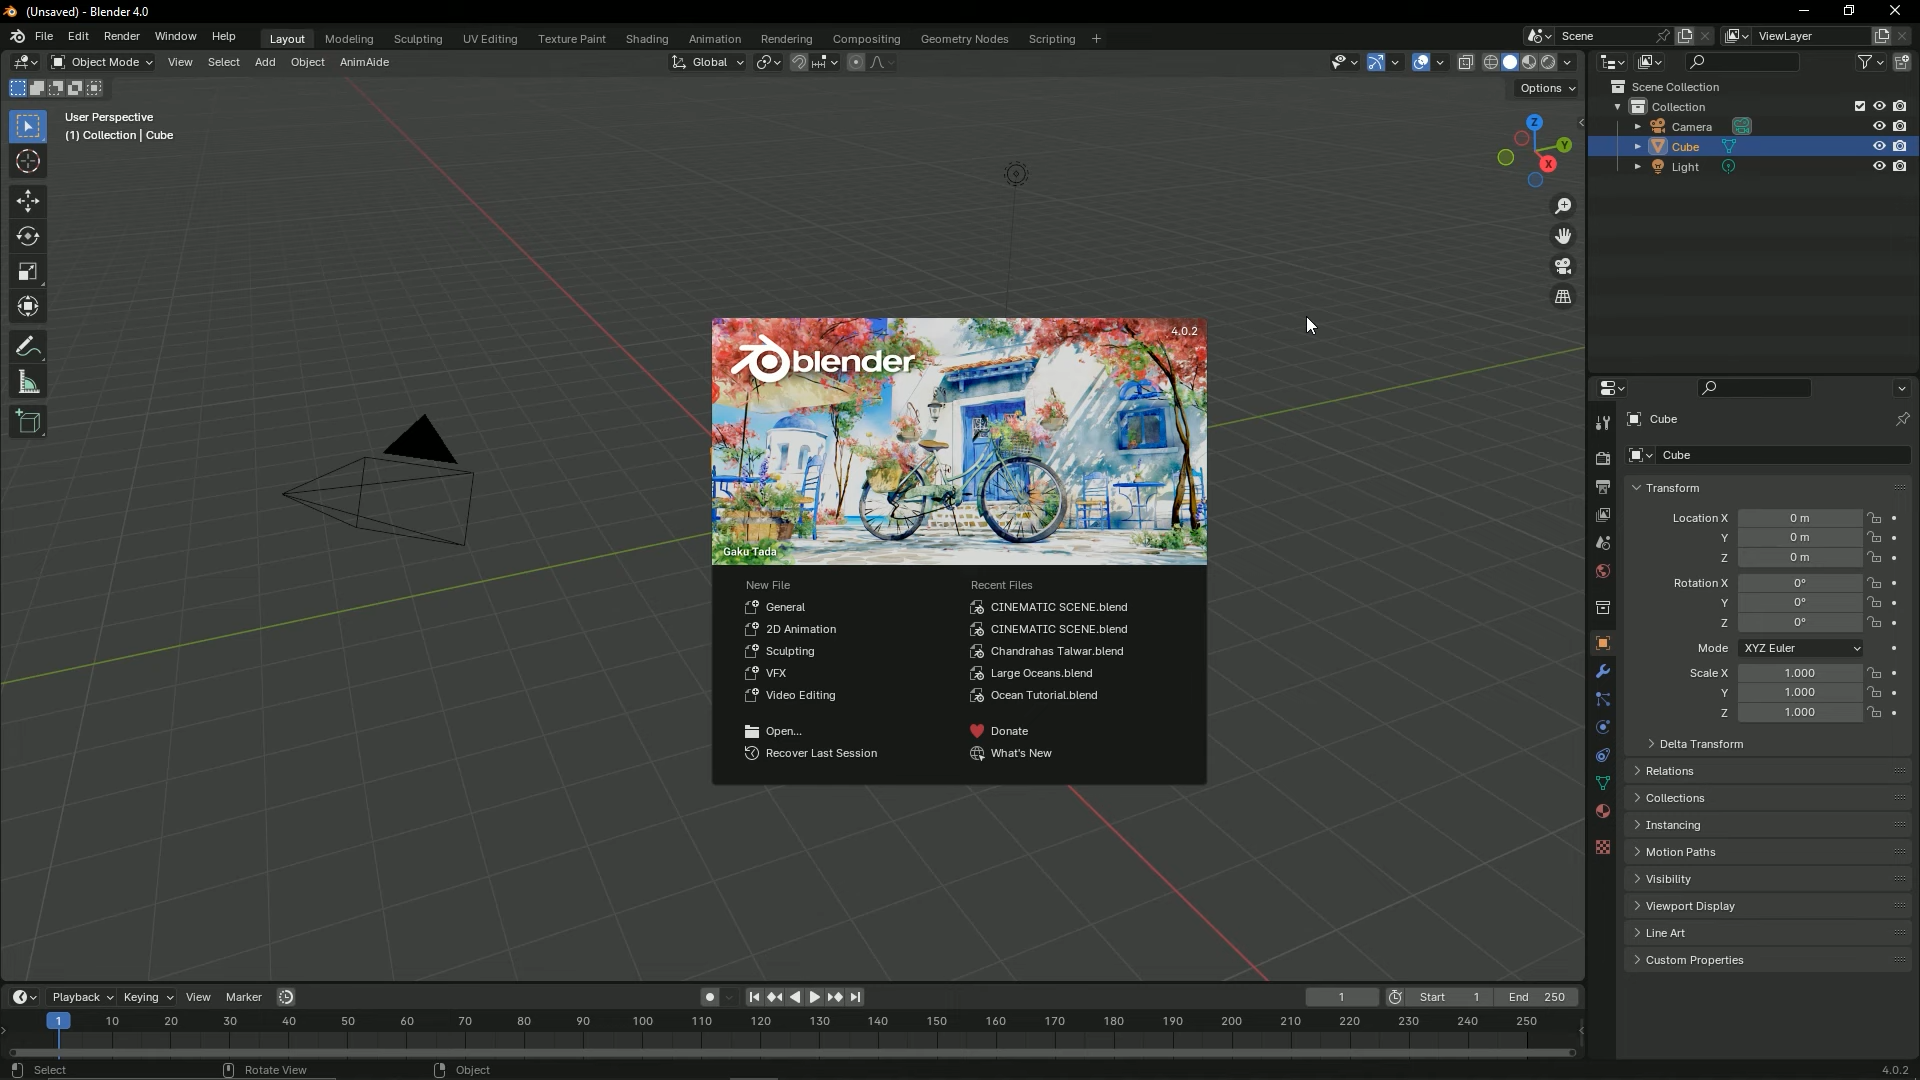 (Unsaved) - Blender 4.0
File Edit Render Window Help
Layout Modeling Sculpting UV Editing Texture Paint Shading Animation Rendering Compositing Geometry Nodes Scripting +
Scene
ViewLayer
Object Mode View Select Add Object AnimAide
Global
Options
User Perspective
(1) Collection | Cube
Z
Y
X
Scene Collection
Collection
Camera
Cube
Light
4.0.2
blender
Gaku Tada
New File
General
2D Animation
Sculpting
VFX
Video Editing
Open...
Recover Last Session
Recent Files
CINEMATIC SCENE.blend
CINEMATIC SCENE.blend
Chandrahas Talwar.blend
Large Oceans.blend
Ocean Tutorial.blend
Donate
What's New
Cube
Cube
Transform
Location X 0 m
Y 0 m
Z 0 m
Rotation X 0°
Y 0°
Z 0°
Mode XYZ Euler
Scale X 1.000
Y 1.000
Z 1.000
Delta Transform
Relations
Collections
Instancing
Motion Paths
Visibility
Viewport Display
Line Art
Custom Properties
Playback Keying View Marker
1 Start 1 End 250
1 10 20 30 40 50 60 70 80 90 100 110 120 130 140 150 160 170 180 190 200 210 220 230 240 250
Select Rotate View Object
4.0.2